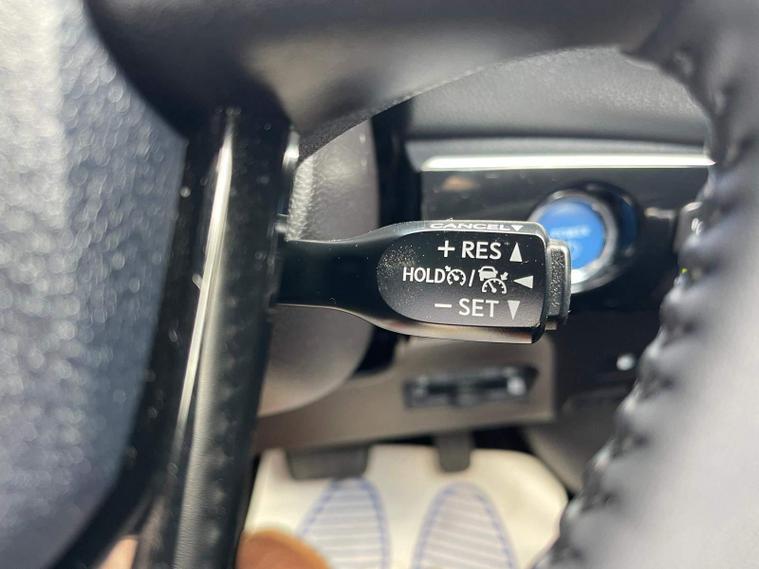 CANCEL▼
+ RES ▲
HOLD / ◄
− SET ▼